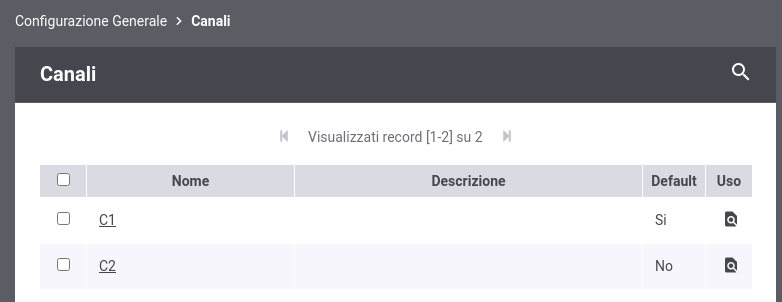 Configurazione Generale > Canali
Canali
Visualizzati record [1-2] su 2
Nome Descrizione Default Uso
C1 Si
C2 No